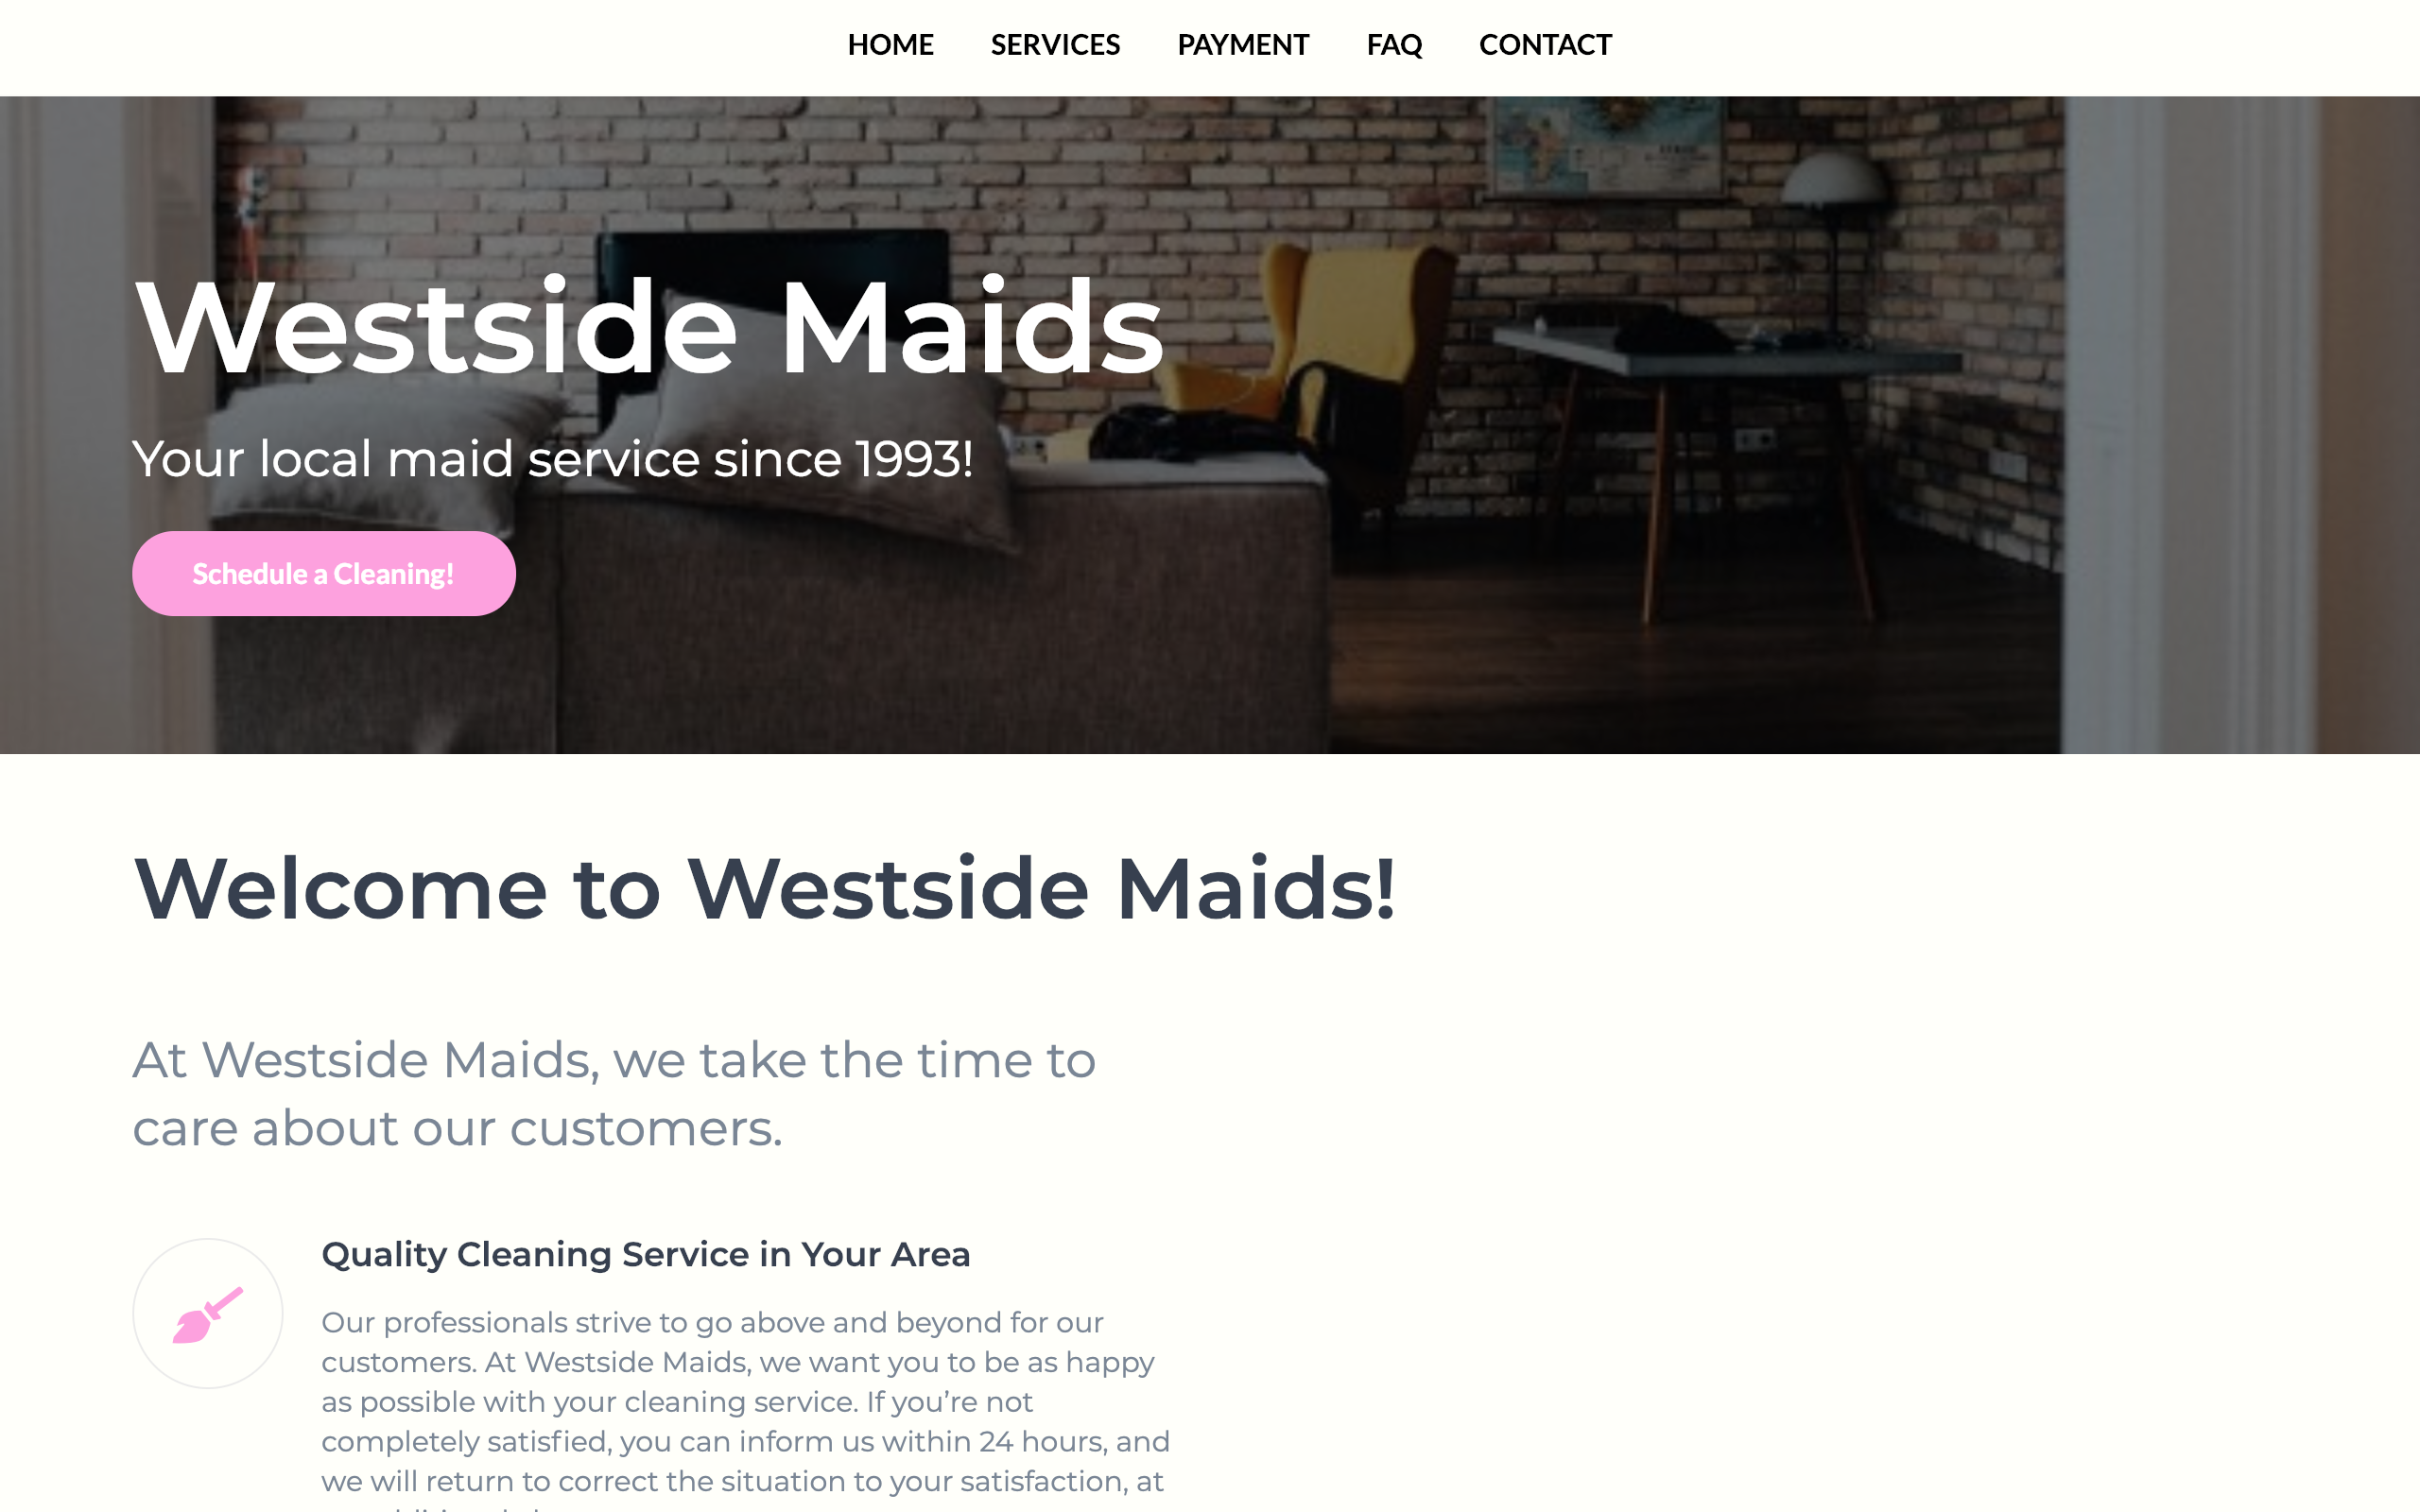 HOME SERVICES PAYMENT FAQ CONTACT
Westside Maids
Your local maid service since 1993!
Schedule a Cleaning!
Welcome to Westside Maids!
At Westside Maids, we take the time to
care about our customers.
Quality Cleaning Service in Your Area
Our professionals strive to go above and beyond for our
customers. At Westside Maids, we want you to be as happy
as possible with your cleaning service. If you’re not
completely satisfied, you can inform us within 24 hours, and
we will return to correct the situation to your satisfaction, at